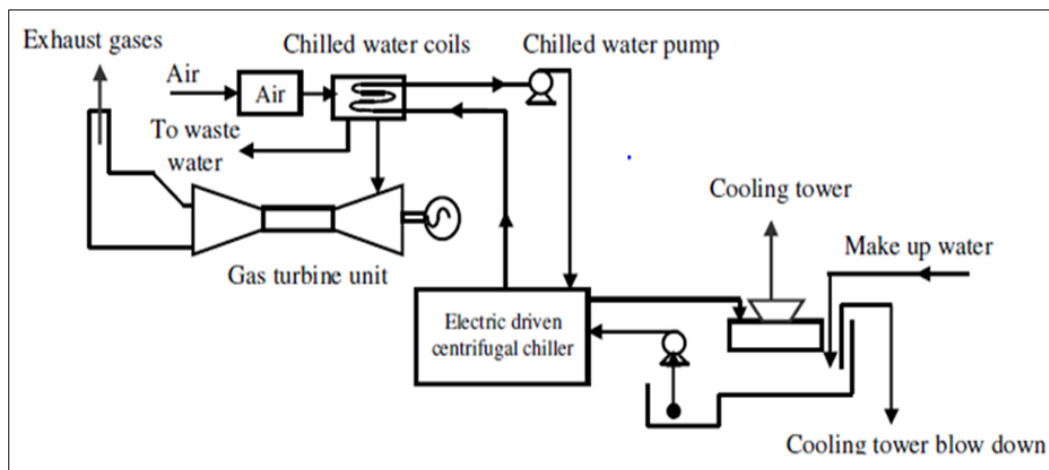 Exhaust gases
Chilled water coils
Chilled water pump
Air
Air
To waste
water
Cooling tower
Make up water
Gas turbine unit
Electric driven
centrifugal chiller
Cooling tower blow down